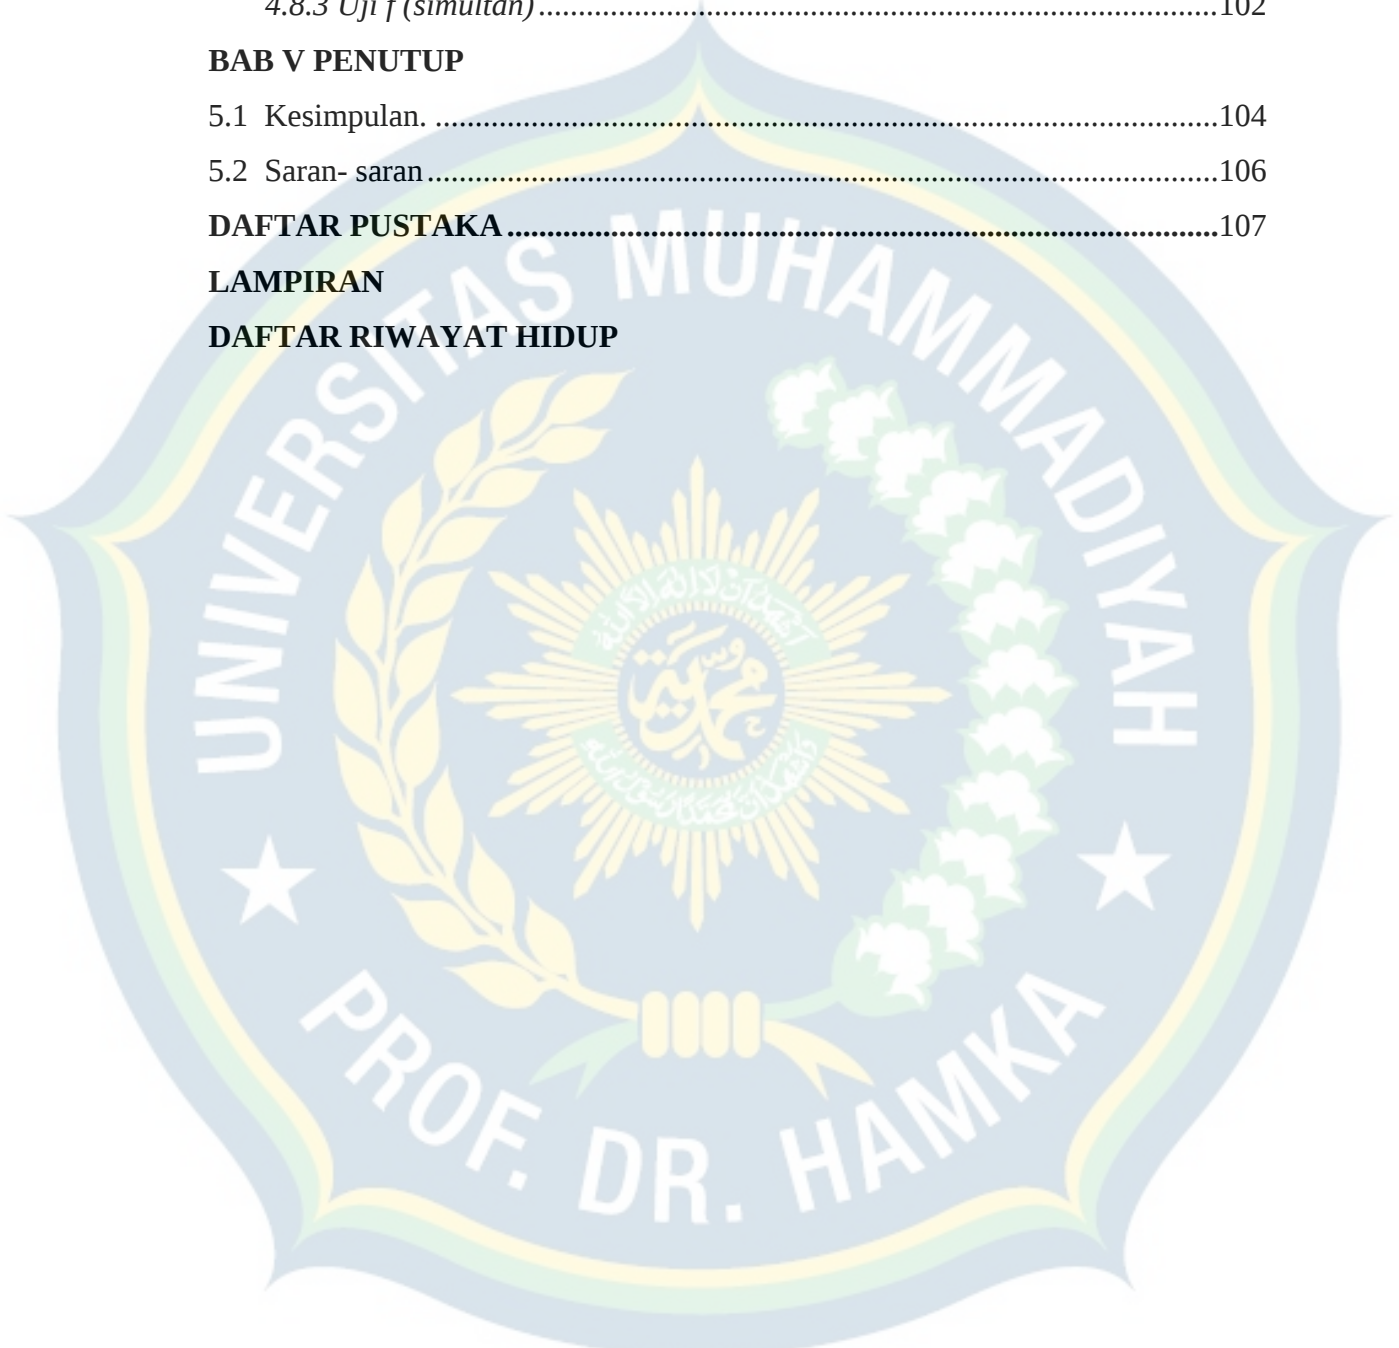 4.8.3 Uji f (simultan)......................................................................................102
BAB V PENUTUP
5.1 Kesimpulan. ..................................................................................................104
5.2 Saran- saran...................................................................................................106
DAFTAR PUSTAKA.........................................................................................107
LAMPIRAN
DAFTAR RIWAYAT HIDUP
UNIVERSITAS MUHAMMADIYAH
محمدية
PROF. DR. HAMKA